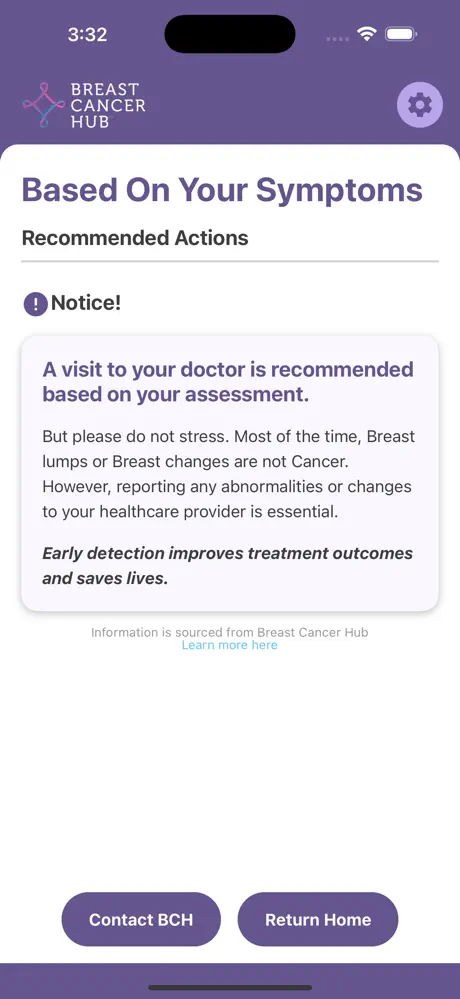 3:32
BREAST
CANCER
HUB
Based On Your Symptoms
Recommended Actions
Notice!
A visit to your doctor is recommended
based on your assessment.
But please do not stress. Most of the time, Breast
lumps or Breast changes are not Cancer.
However, reporting any abnormalities or changes
to your healthcare provider is essential.
Early detection improves treatment outcomes
and saves lives.
Information is sourced from Breast Cancer Hub
Learn more here
Contact BCH
Return Home